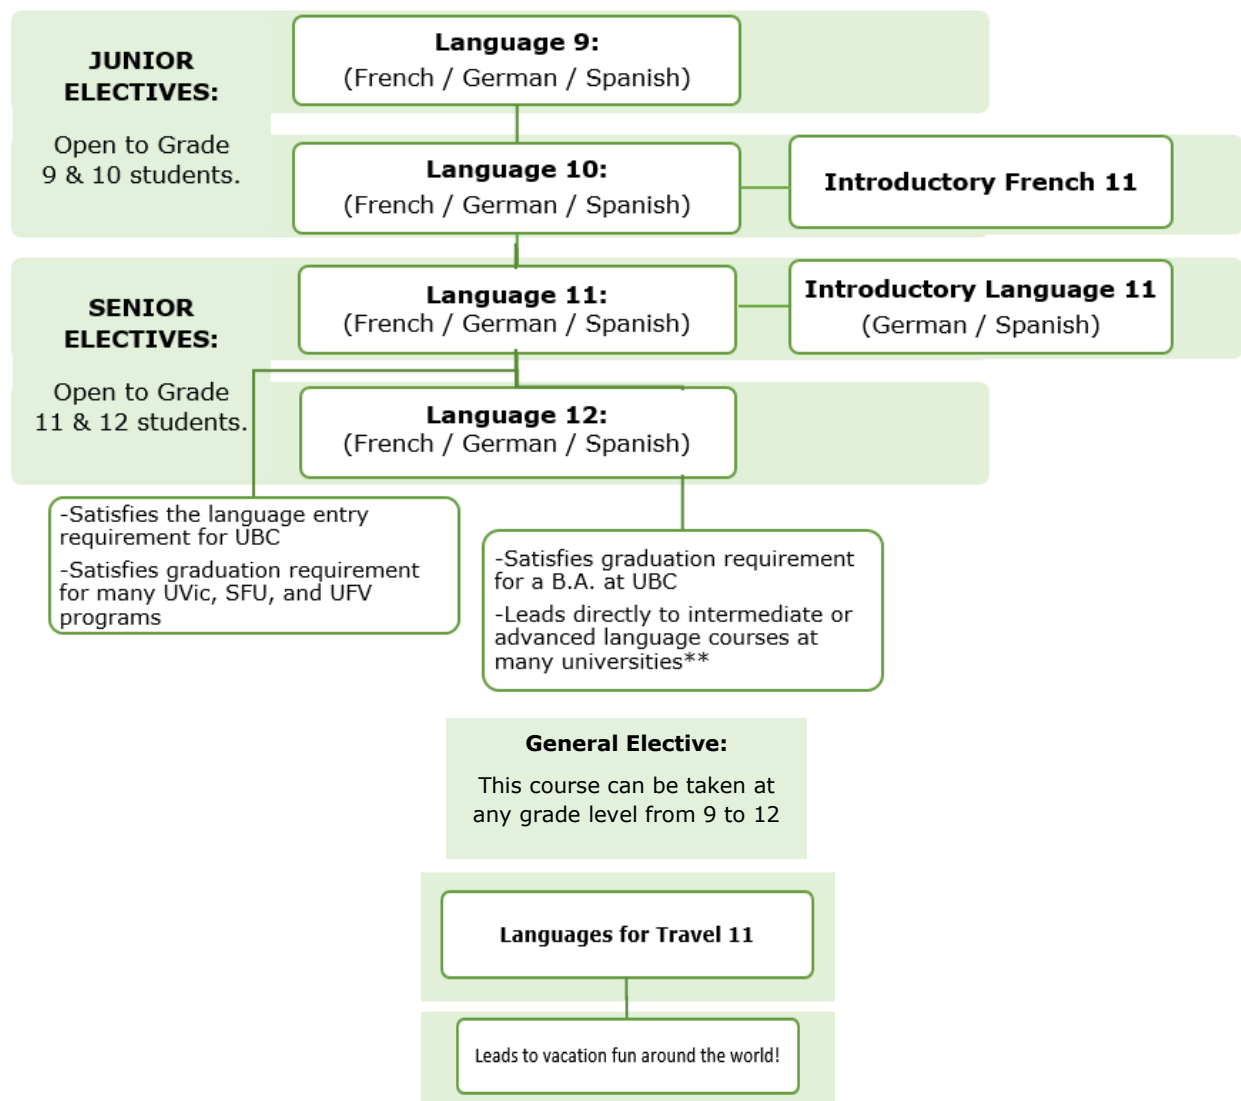 JUNIOR
ELECTIVES:
Open to Grade
9 & 10 students.
Language 9:
(French / German / Spanish)
Language 10:
(French / German / Spanish)
Introductory French 11
SENIOR
ELECTIVES:
Open to Grade
11 & 12 students.
Language 11:
(French / German / Spanish)
Introductory Language 11
(German / Spanish)
Language 12:
(French / German / Spanish)
-Satisfies the language entry
requirement for UBC
-Satisfies graduation requirement
for many UVic, SFU, and UFV
programs
-Satisfies graduation requirement
for a B.A. at UBC
-Leads directly to intermediate or
advanced language courses at
many universities**
General Elective:
This course can be taken at
any grade level from 9 to 12
Languages for Travel 11
Leads to vacation fun around the world!